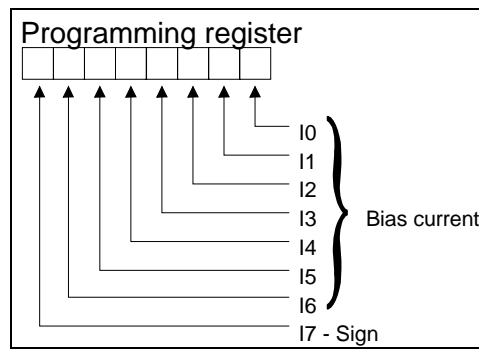 Programming register
I0
I1
I2
I3
Bias current
I4
I5
I6
I7 - Sign